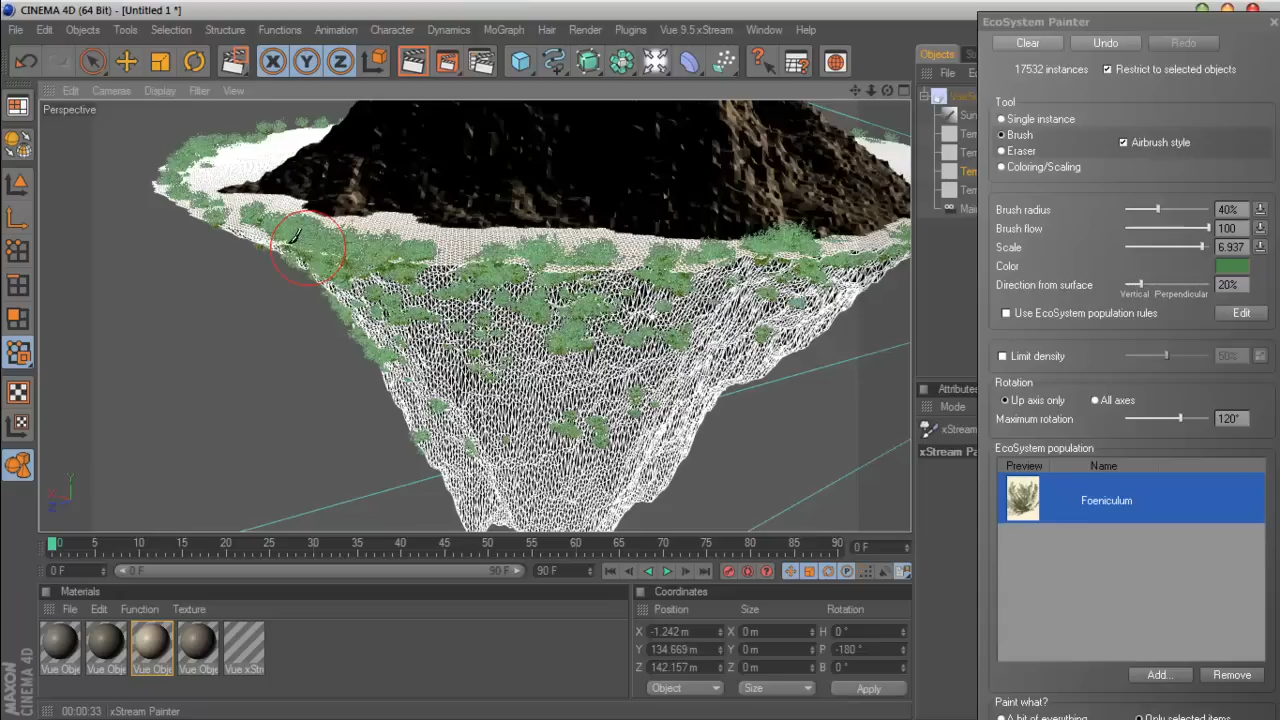 CINEMA 4D (64 Bit) - [Untitled 1 *]
File Edit Objects Tools Selection Structure Functions Animation Character Dynamics MoGraph Hair Render Plugins Vue 9.5 xStream Window Help
EcoSystem Painter
Clear Undo Redo
17532 instances Restrict to selected objects
Tool
Single instance
Brush
Airbrush style
Eraser
Coloring/Scaling
Brush radius 40%
Brush flow 100
Scale 6.937
Color
Direction from surface 20%
Vertical Perpendicular
Use EcoSystem population rules Edit
Limit density 50%
Rotation
Up axis only All axes
Maximum rotation 120°
EcoSystem population
Preview Name
Foeniculum
Add... Remove
Paint what?
A bit of everything Only selected items
Objects
File
Sun
Ter
Ter
Ter
Ter
Mai
Attributes
Mode
xStream
xStream Pa
Edit Cameras Display Filter View
Perspective
X Y Z
0 5 10 15 20 25 30 35 40 45 50 55 60 65 70 75 80 85 90 0 F
0 F 0 F 90 F 90 F
Materials
File Edit Function Texture
Vue Obje Vue Obje Vue Obje Vue Obje Vue xStr
Coordinates
Position Size Rotation
X -1.242 m X 0 m H 0 °
Y 134.669 m Y 0 m P -180 °
Z 142.157 m Z 0 m B 0 °
Object Size Apply
MAXON
CINEMA 4D
00:00:33 xStream Painter